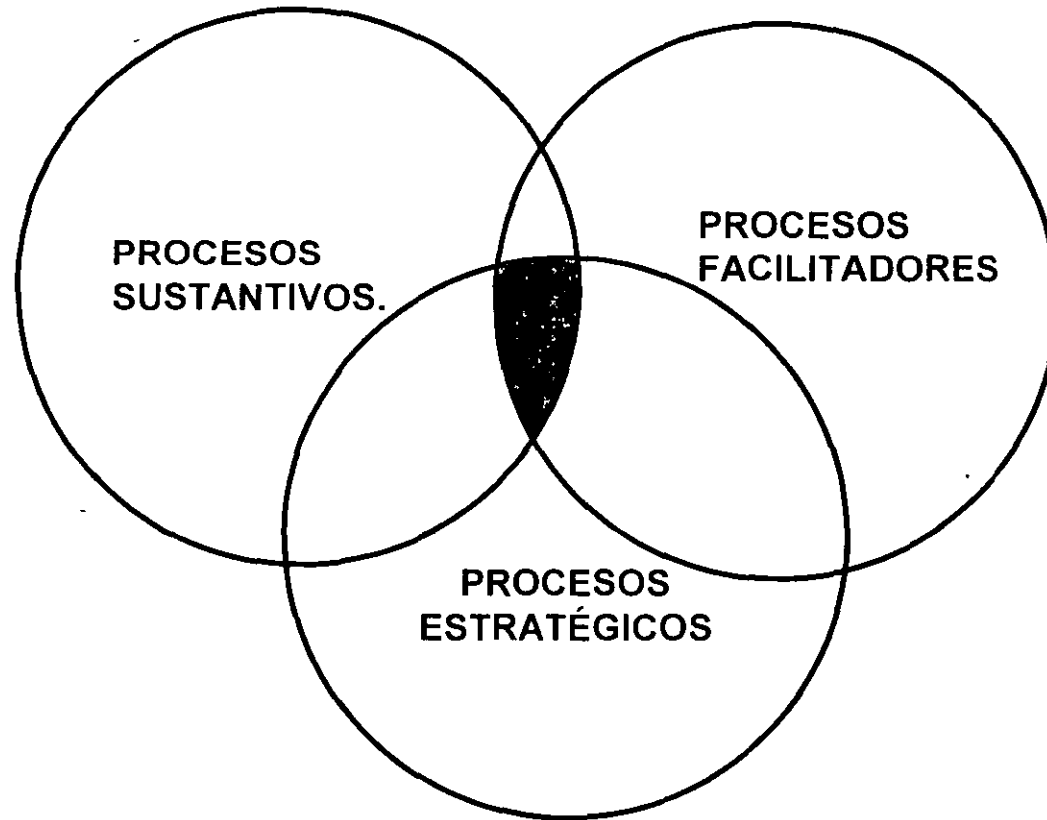 PROCESOS
SUSTANTIVOS.
PROCESOS
FACILITADORES
PROCESOS
ESTRATÉGICOS